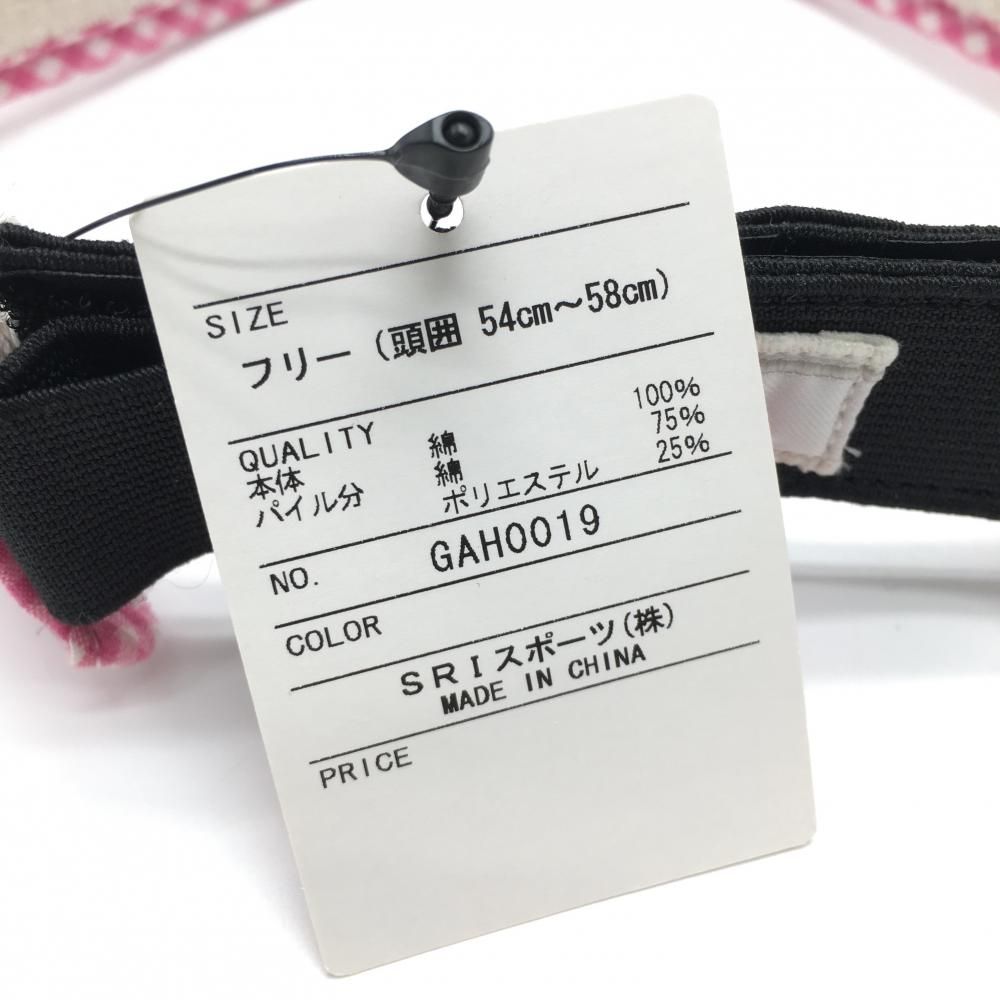 SIZE
フリー (頭囲 54cm～58cm)
QUALITY
本体 綿 100%
パイル分 綿 75%
ポリエステル 25%
NO. GAH0019
COLOR
SRIスポーツ(株)
MADE IN CHINA
PRICE